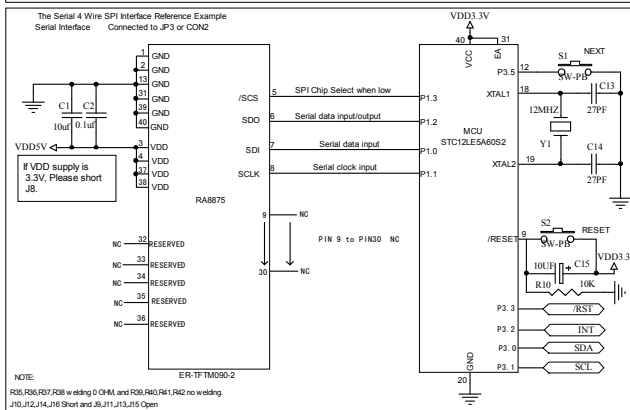 The Serial 4 Wire SPI Interface Reference Example
Serial Interface Connected to JP3 or CON2
VDD3.3V
40
31
VCC
EA
1 GND
2 GND
13 GND
31 GND
39 GND
40 GND
C1
10uf
C2
0.1uf
VDD5V
3 VDD
4 VDD
37 VDD
38 VDD
If VDD supply is
3.3V, Please short
J8.
RA8875
/SCS 5 SPI Chip Select when low P1.3
SDO 6 Serial data input/output P1.2
SDI 7 Serial data input P1.0
SCLK 8 Serial clock input P1.1
9 NC
PIN 9 to PIN30 NC
30 NC
NC 32 RESERVED
NC 33 RESERVED
NC 34 RESERVED
NC 35 RESERVED
NC 36 RESERVED
ER-TFTM090-2
MCU
STC12LE5A60S2
P3.5 12
S1 NEXT
SW-PB
XTAL1 18
C13
27PF
12MHZ
Y1
XTAL2 19
C14
27PF
/RESET 9
S2 RESET
SW-PB
10UF + C15
VDD3.3
R10 10K
P3. 3 /RST
P3. 2 INT
P3. 0 SDA
P3. 1 SCL
GND
20
NOTE:
R35,R36,R37,R38 welding 0 OHM, and R39,R40,R41,R42 no welding.
J10,J12,J14,J16 Short and J9,J11,J13,J15 Open